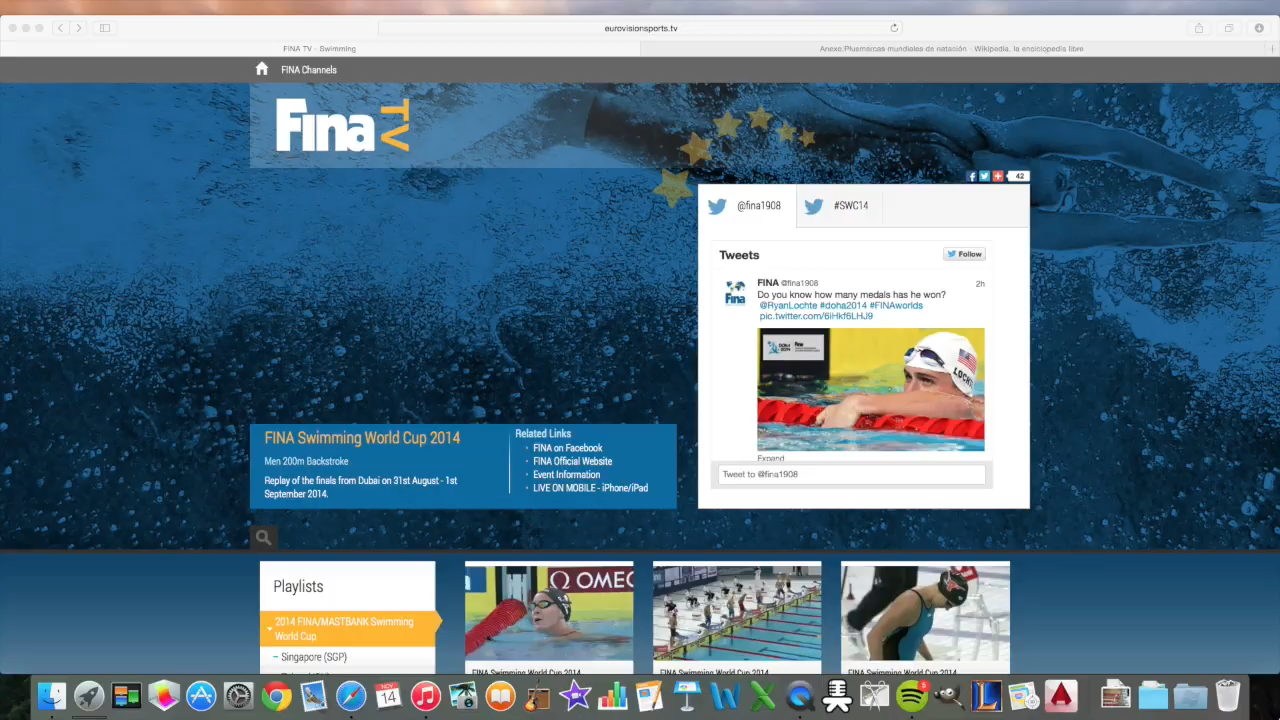 eurovisionsports.tv
FINA TV - Swimming
Anexo:Plusmarcas mundiales de natación - Wikipedia, la enciclopedia libre
FINA Channels
Fina TV
42
@fina1908
#SWC14
Tweets
Follow
FINA @fina1908
2h
Do you know how many medals has he won?
@RyanLochte #doha2014 #FINAworlds
pic.twitter.com/6iHkf6LHJ9
LOCHTE
Expand
Tweet to @fina1908
FINA Swimming World Cup 2014
Men 200m Backstroke
Replay of the finals from Dubai on 31st August - 1st
September 2014.
Related Links
FINA on Facebook
FINA Official Website
Event Information
LIVE ON MOBILE - iPhone/iPad
Playlists
2014 FINA/MASTBANK Swimming
World Cup
Singapore (SGP)
OMEG
FINA Swimming World Cup 2014
FINA Swimming World Cup 2014
FINA Swimming World Cup 2014
NOV
14
5